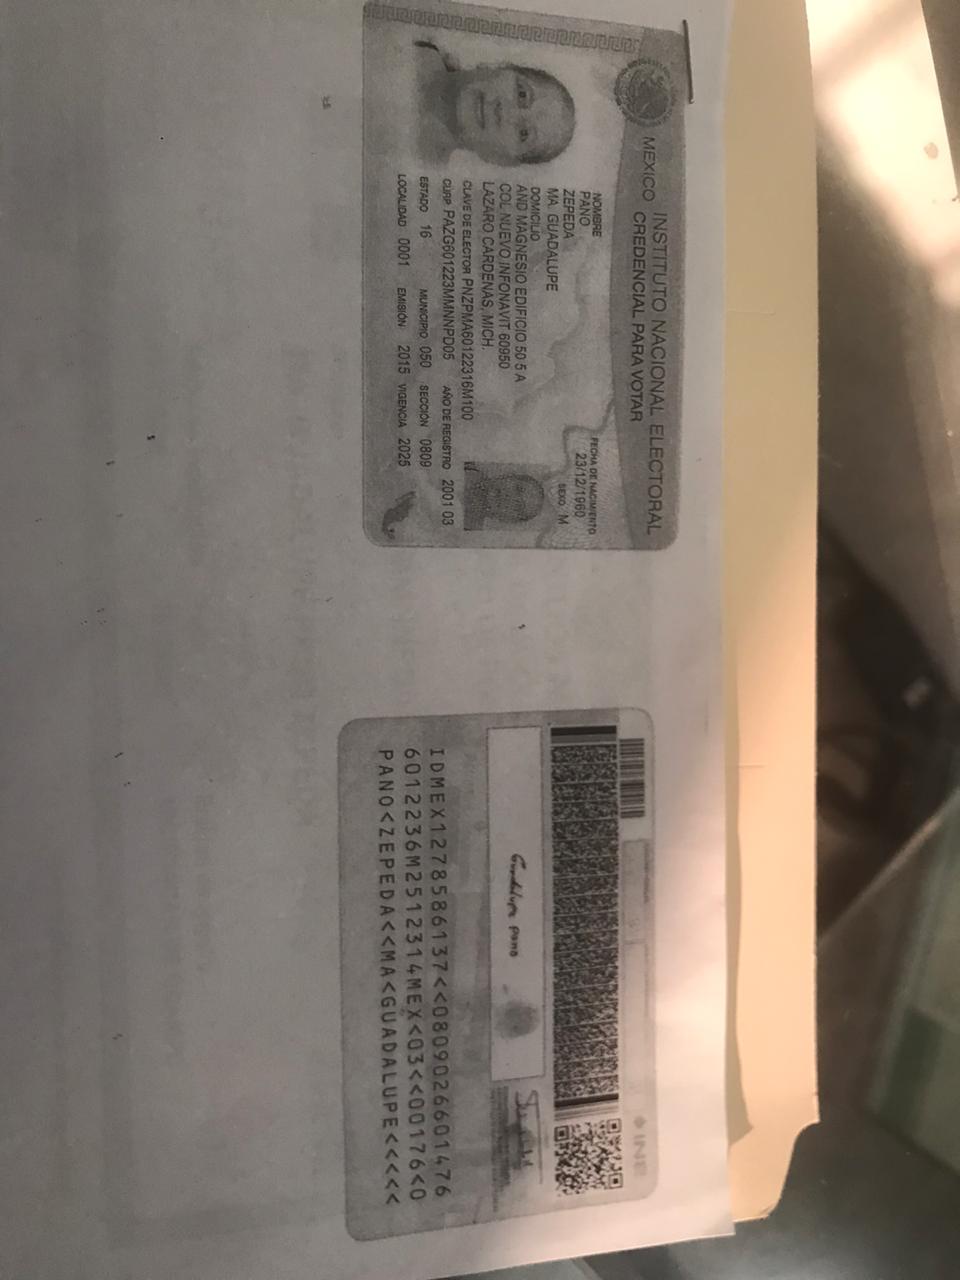 MÉXICO INSTITUTO NACIONAL ELECTORAL
CREDENCIAL PARA VOTAR
NOMBRE
PANO
ZEPEDA
MA. GUADALUPE
FECHA DE NACIMIENTO
23/12/1960
SEXO M
DOMICILIO
AND MAGNESIO EDIFICIO 50 5 A
COL NUEVO INFONAVIT 60950
LAZARO CARDENAS, MICH.
CLAVE DE ELECTOR PNZPMA60122316M100
CURP PAZG601223MMNNPD05 AÑO DE REGISTRO 2001 03
ESTADO 16 MUNICIPIO 050 SECCIÓN 0809
LOCALIDAD 0001 EMISIÓN 2015 VIGENCIA 2025
INE
Guadalupe pano
IDMEX1278586137<<0809026601476
6012236M2512314MEX<03<<00176<0
PANO<ZEPEDA<<MA<GUADALUPE<<<<<